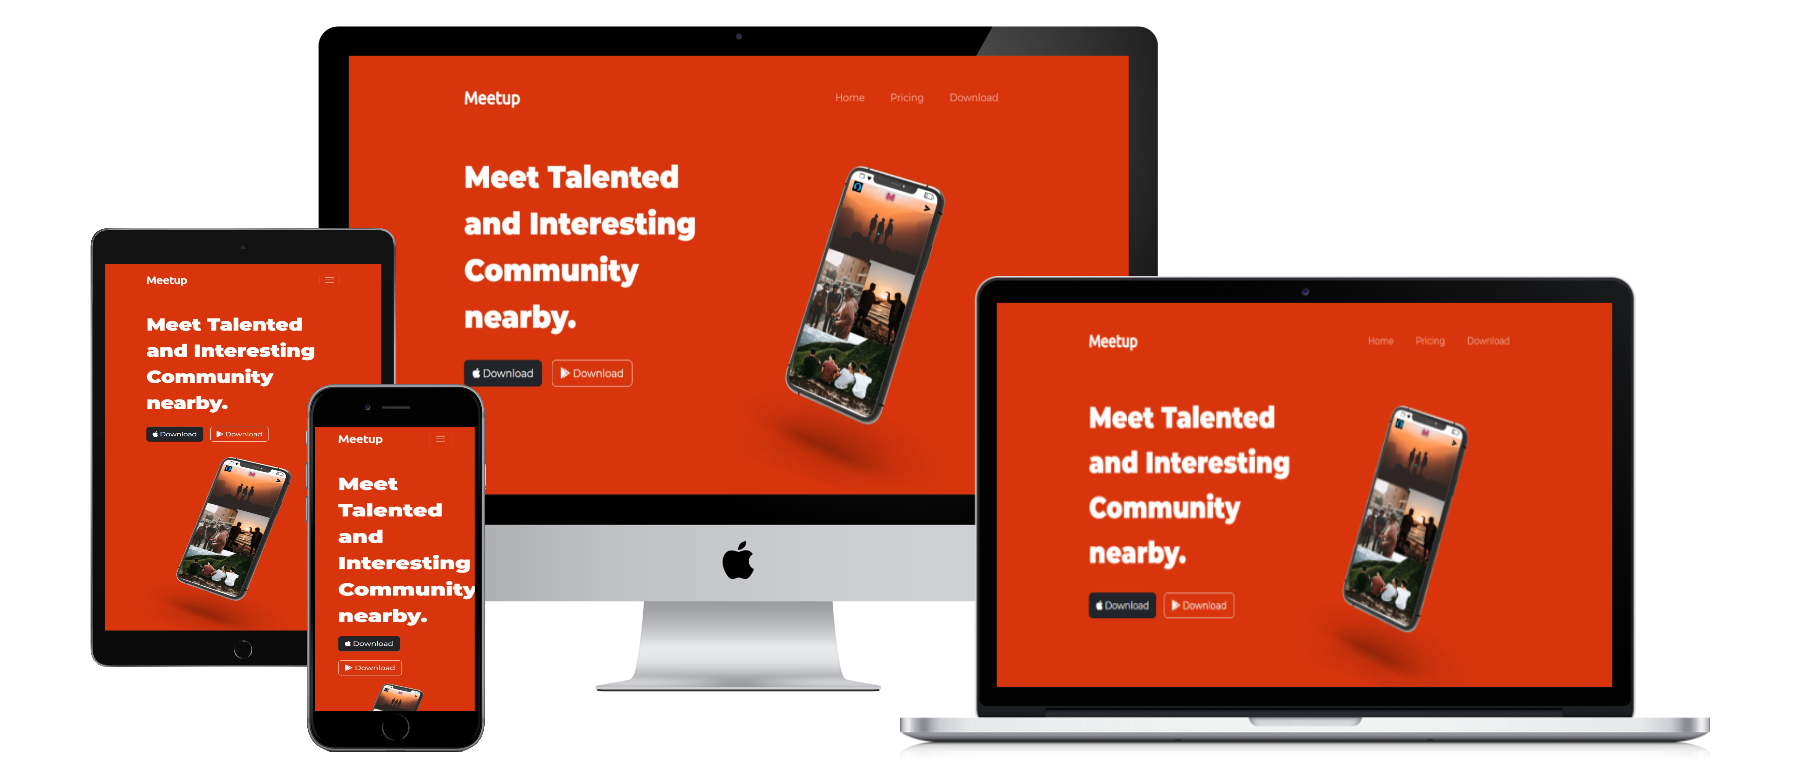 Meetup
Home Pricing Download
Meet Talented
and Interesting
Community
nearby.
Download Download
Meetup
Meet Talented
and Interesting
Community
nearby.
Download Download
Meetup
Meet
Talented
and
Interesting
Community
nearby.
Download
Download
Meetup
Home Pricing Download
Meet Talented
and Interesting
Community
nearby.
Download Download